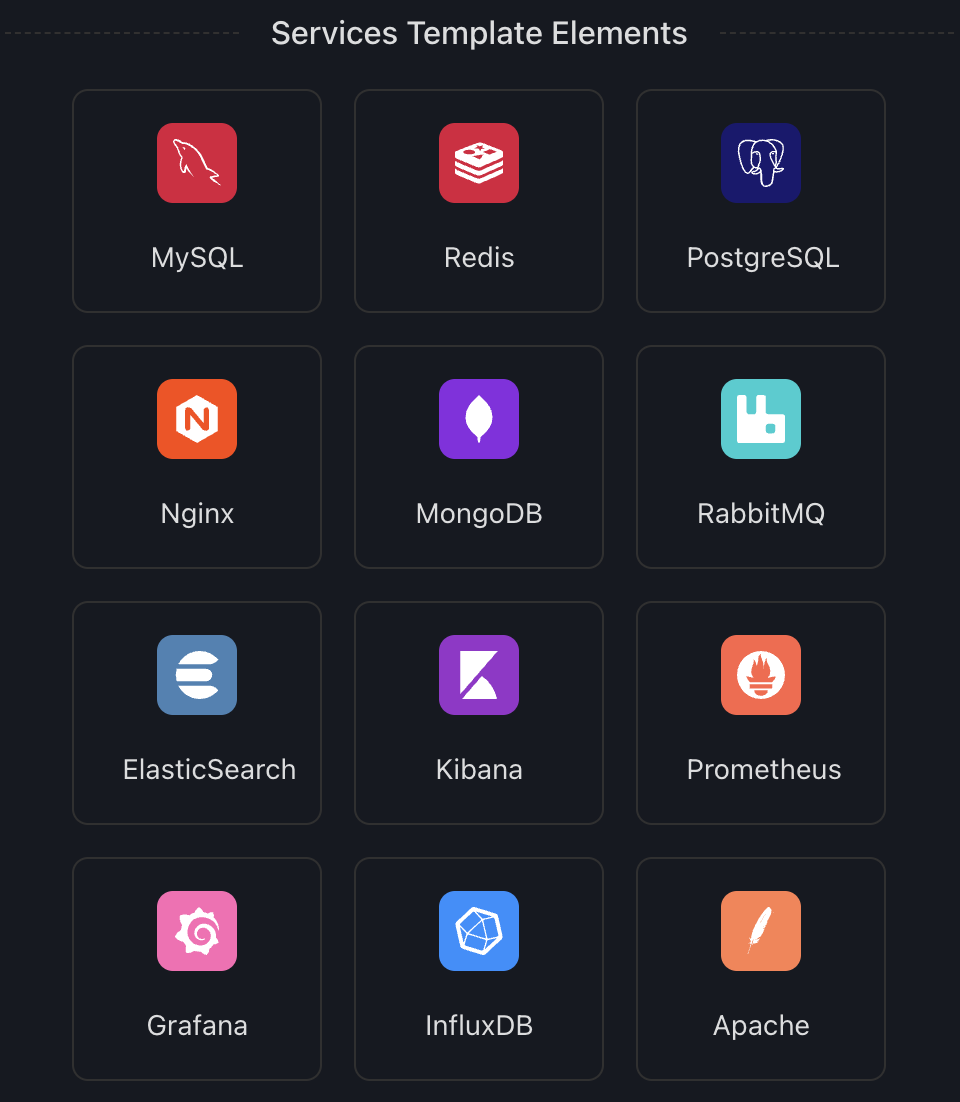 Services Template Elements
MySQL
Redis
PostgreSQL
Nginx
MongoDB
RabbitMQ
ElasticSearch
Kibana
Prometheus
Grafana
InfluxDB
Apache